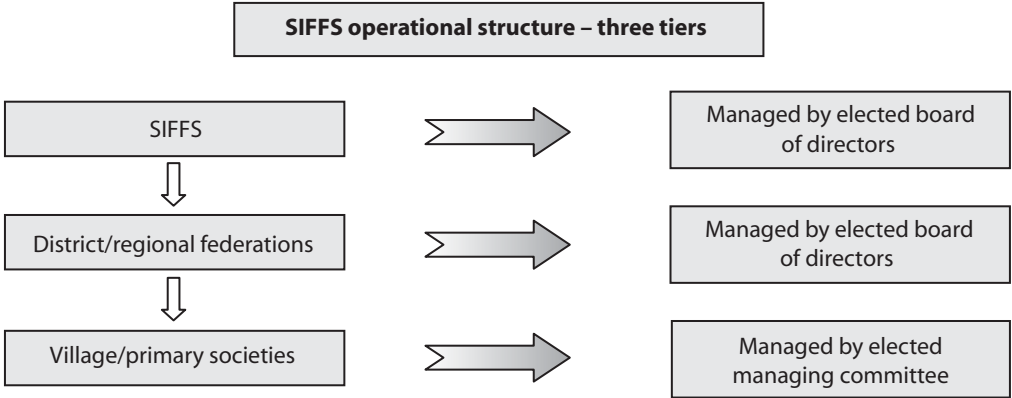 SIFFS operational structure – three tiers
SIFFS
Managed by elected board
of directors
District/regional federations
Managed by elected board
of directors
Village/primary societies
Managed by elected
managing committee